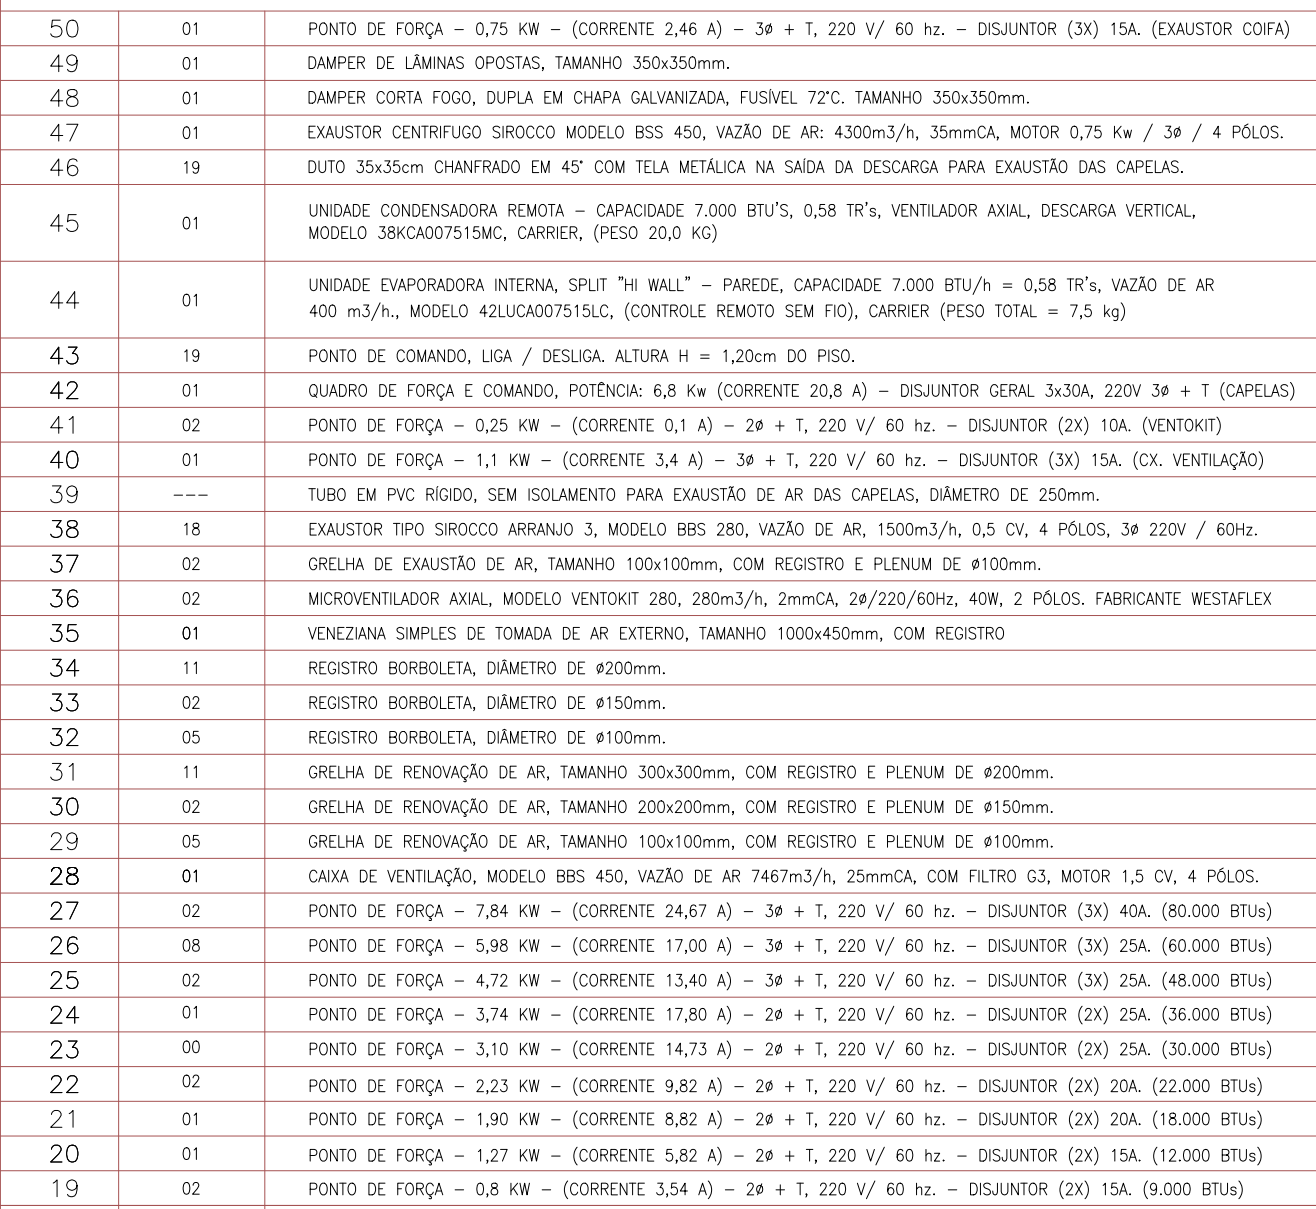 50 01 PONTO DE FORÇA – 0,75 KW – (CORRENTE 2,46 A) – 3ø + T, 220 V/ 60 hz. – DISJUNTOR (3X) 15A. (EXAUSTOR COIFA)
49 01 DAMPER DE LÂMINAS OPOSTAS, TAMANHO 350x350mm.
48 01 DAMPER CORTA FOGO, DUPLA EM CHAPA GALVANIZADA, FUSÍVEL 72°C. TAMANHO 350x350mm.
47 01 EXAUSTOR CENTRIFUGO SIROCCO MODELO BSS 450, VAZÃO DE AR: 4300m3/h, 35mmCA, MOTOR 0,75 Kw / 3ø / 4 PÓLOS.
46 19 DUTO 35x35cm CHANFRADO EM 45° COM TELA METÁLICA NA SAÍDA DA DESCARGA PARA EXAUSTÃO DAS CAPELAS.
45 01 UNIDADE CONDENSADORA REMOTA – CAPACIDADE 7.000 BTU'S, 0,58 TR's, VENTILADOR AXIAL, DESCARGA VERTICAL,
MODELO 38KCA007515MC, CARRIER, (PESO 20,0 KG)
44 01 UNIDADE EVAPORADORA INTERNA, SPLIT "HI WALL" – PAREDE, CAPACIDADE 7.000 BTU/h = 0,58 TR's, VAZÃO DE AR
400 m3/h., MODELO 42LUCA007515LC, (CONTROLE REMOTO SEM FIO), CARRIER (PESO TOTAL = 7,5 kg)
43 19 PONTO DE COMANDO, LIGA / DESLIGA. ALTURA H = 1,20cm DO PISO.
42 01 QUADRO DE FORÇA E COMANDO, POTÊNCIA: 6,8 Kw (CORRENTE 20,8 A) – DISJUNTOR GERAL 3x30A, 220V 3ø + T (CAPELAS)
41 02 PONTO DE FORÇA – 0,25 KW – (CORRENTE 0,1 A) – 2ø + T, 220 V/ 60 hz. – DISJUNTOR (2X) 10A. (VENTOKIT)
40 01 PONTO DE FORÇA – 1,1 KW – (CORRENTE 3,4 A) – 3ø + T, 220 V/ 60 hz. – DISJUNTOR (3X) 15A. (CX. VENTILAÇÃO)
39 --- TUBO EM PVC RÍGIDO, SEM ISOLAMENTO PARA EXAUSTÃO DE AR DAS CAPELAS, DIÂMETRO DE 250mm.
38 18 EXAUSTOR TIPO SIROCCO ARRANJO 3, MODELO BBS 280, VAZÃO DE AR, 1500m3/h, 0,5 CV, 4 PÓLOS, 3ø 220V / 60Hz.
37 02 GRELHA DE EXAUSTÃO DE AR, TAMANHO 100x100mm, COM REGISTRO E PLENUM DE ø100mm.
36 02 MICROVENTILADOR AXIAL, MODELO VENTOKIT 280, 280m3/h, 2mmCA, 2ø/220/60Hz, 40W, 2 PÓLOS. FABRICANTE WESTAFLEX
35 01 VENEZIANA SIMPLES DE TOMADA DE AR EXTERNO, TAMANHO 1000x450mm, COM REGISTRO
34 11 REGISTRO BORBOLETA, DIÂMETRO DE ø200mm.
33 02 REGISTRO BORBOLETA, DIÂMETRO DE ø150mm.
32 05 REGISTRO BORBOLETA, DIÂMETRO DE ø100mm.
31 11 GRELHA DE RENOVAÇÃO DE AR, TAMANHO 300x300mm, COM REGISTRO E PLENUM DE ø200mm.
30 02 GRELHA DE RENOVAÇÃO DE AR, TAMANHO 200x200mm, COM REGISTRO E PLENUM DE ø150mm.
29 05 GRELHA DE RENOVAÇÃO DE AR, TAMANHO 100x100mm, COM REGISTRO E PLENUM DE ø100mm.
28 01 CAIXA DE VENTILAÇÃO, MODELO BBS 450, VAZÃO DE AR 7467m3/h, 25mmCA, COM FILTRO G3, MOTOR 1,5 CV, 4 PÓLOS.
27 02 PONTO DE FORÇA – 7,84 KW – (CORRENTE 24,67 A) – 3ø + T, 220 V/ 60 hz. – DISJUNTOR (3X) 40A. (80.000 BTUs)
26 08 PONTO DE FORÇA – 5,98 KW – (CORRENTE 17,00 A) – 3ø + T, 220 V/ 60 hz. – DISJUNTOR (3X) 25A. (60.000 BTUs)
25 02 PONTO DE FORÇA – 4,72 KW – (CORRENTE 13,40 A) – 3ø + T, 220 V/ 60 hz. – DISJUNTOR (3X) 25A. (48.000 BTUs)
24 01 PONTO DE FORÇA – 3,74 KW – (CORRENTE 17,80 A) – 2ø + T, 220 V/ 60 hz. – DISJUNTOR (2X) 25A. (36.000 BTUs)
23 00 PONTO DE FORÇA – 3,10 KW – (CORRENTE 14,73 A) – 2ø + T, 220 V/ 60 hz. – DISJUNTOR (2X) 25A. (30.000 BTUs)
22 02 PONTO DE FORÇA – 2,23 KW – (CORRENTE 9,82 A) – 2ø + T, 220 V/ 60 hz. – DISJUNTOR (2X) 20A. (22.000 BTUs)
21 01 PONTO DE FORÇA – 1,90 KW – (CORRENTE 8,82 A) – 2ø + T, 220 V/ 60 hz. – DISJUNTOR (2X) 20A. (18.000 BTUs)
20 01 PONTO DE FORÇA – 1,27 KW – (CORRENTE 5,82 A) – 2ø + T, 220 V/ 60 hz. – DISJUNTOR (2X) 15A. (12.000 BTUs)
19 02 PONTO DE FORÇA – 0,8 KW – (CORRENTE 3,54 A) – 2ø + T, 220 V/ 60 hz. – DISJUNTOR (2X) 15A. (9.000 BTUs)